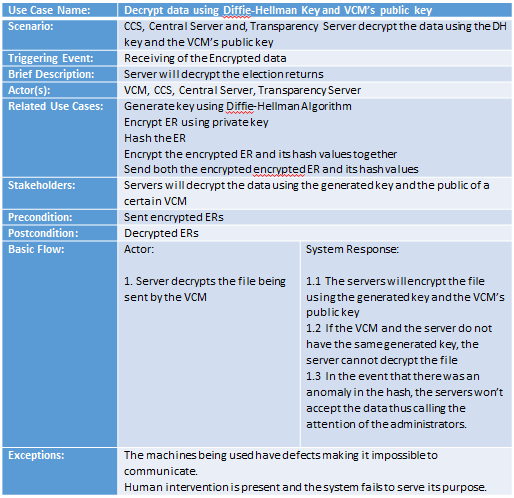 Use Case Name: Decrypt data using Diffie-Hellman Key and VCM's public key
Scenario: CCS, Central Server and, Transparency Server decrypt the data using the DH
key and the VCM's public key
Triggering Event: Receiving of the Encrypted data
Brief Description: Server will decrypt the election returns
Actor(s): VCM, CCS, Central Server, Transparency Server
Related Use Cases: Generate key using Diffie-Hellman Algorithm
Encrypt ER using private key
Hash the ER
Encrypt the encrypted ER and its hash values together
Send both the encrypted encrypted ER and its hash values
Stakeholders: Servers will decrypt the data using the generated key and the public of a
certain VCM
Precondition: Sent encrypted ERs
Postcondition: Decrypted ERs
Basic Flow: Actor:
1. Server decrypts the file being
sent by the VCM
System Response:
1.1 The servers will encrypt the file
using the generated key and the VCM's
public key
1.2 If the VCM and the server do not
have the same generated key, the
server cannot decrypt the file
1.3 In the event that there was an
anomaly in the hash, the servers won't
accept the data thus calling the
attention of the administrators.
Exceptions: The machines being used have defects making it impossible to
communicate.
Human intervention is present and the system fails to serve its purpose.